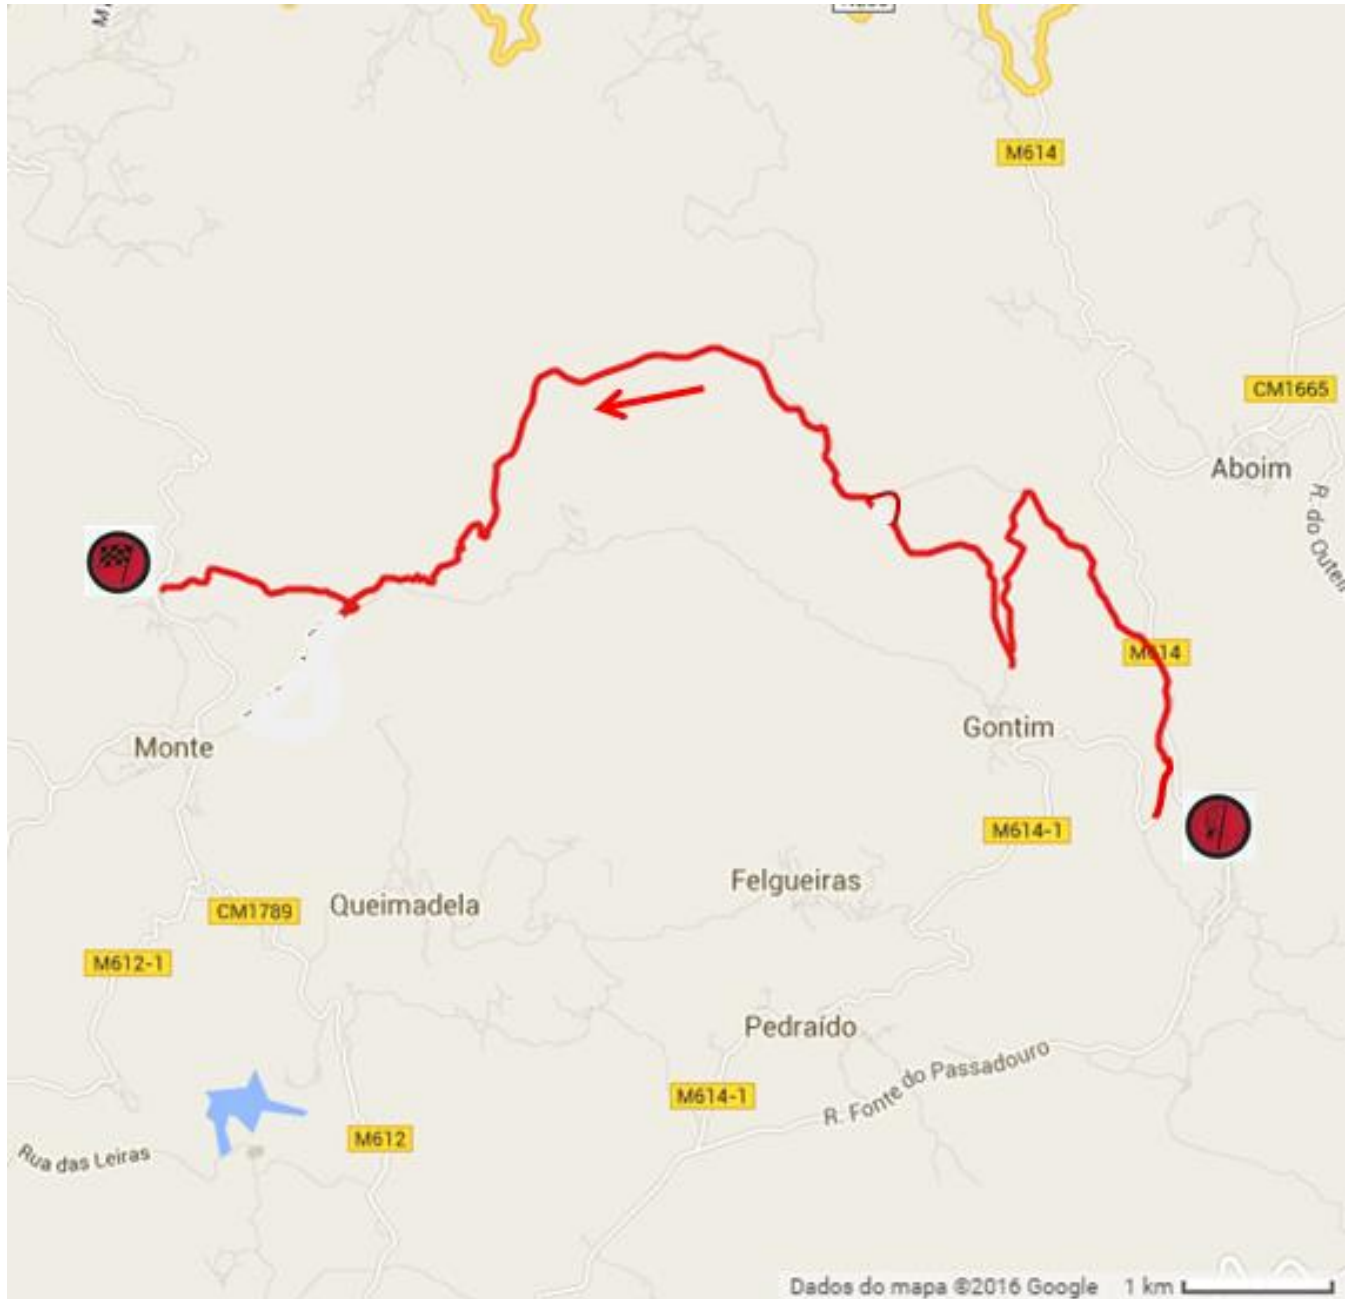 M614
CM1665
Aboim
R. do Outeir
M614
Gontim
Monte
M614-1
Felgueiras
Queimadela
CM1789
M612-1
Pedraído
R. Fonte do Passadouro
M614-1
M612
Rua das Leiras
Dados do mapa ©2016 Google 1 km